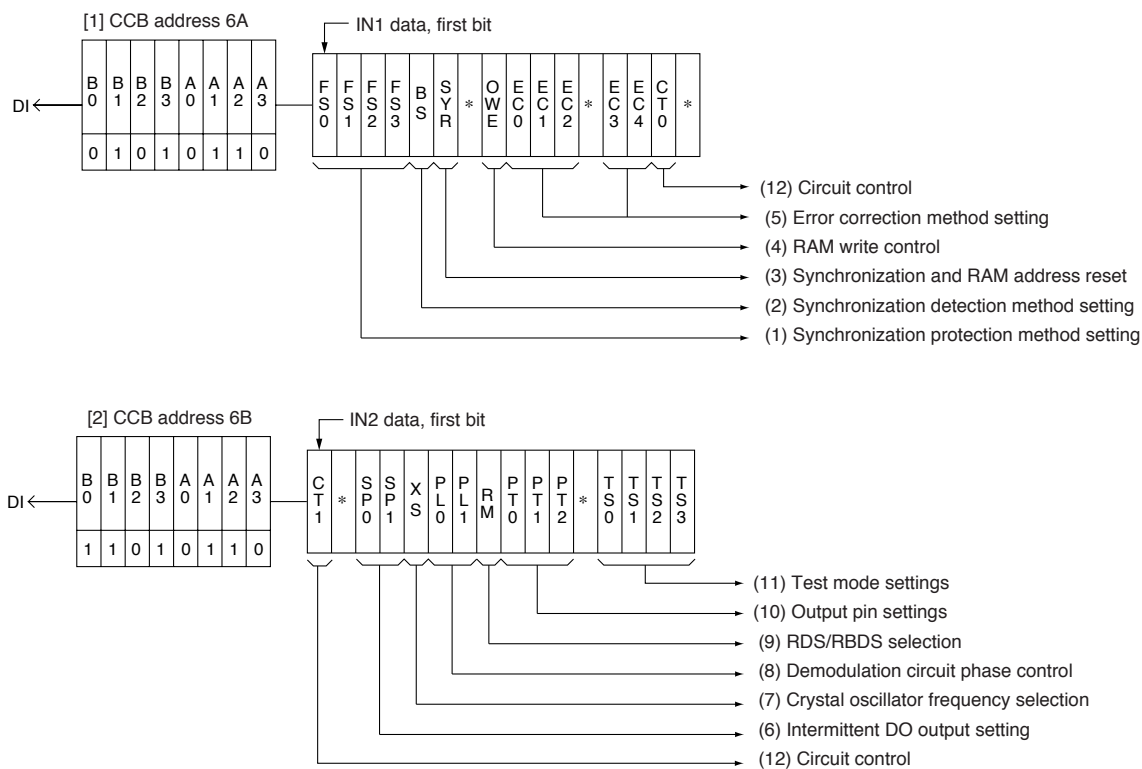 [1] CCB address 6A
IN1 data, first bit
DI
B0 B1 B2 B3 A0 A1 A2 A3
0 1 0 1 0 1 1 0
FS0 FS1 FS2 FS3 BS SYR * OWE EC0 EC1 EC2 * EC3 EC4 CT0 *
(12) Circuit control
(5) Error correction method setting
(4) RAM write control
(3) Synchronization and RAM address reset
(2) Synchronization detection method setting
(1) Synchronization protection method setting
[2] CCB address 6B
IN2 data, first bit
DI
B0 B1 B2 B3 A0 A1 A2 A3
1 1 0 1 0 1 1 0
CT1 * SP0 SP1 XS PL0 PL1 RM PT0 PT1 PT2 * TS0 TS1 TS2 TS3
(11) Test mode settings
(10) Output pin settings
(9) RDS/RBDS selection
(8) Demodulation circuit phase control
(7) Crystal oscillator frequency selection
(6) Intermittent DO output setting
(12) Circuit control